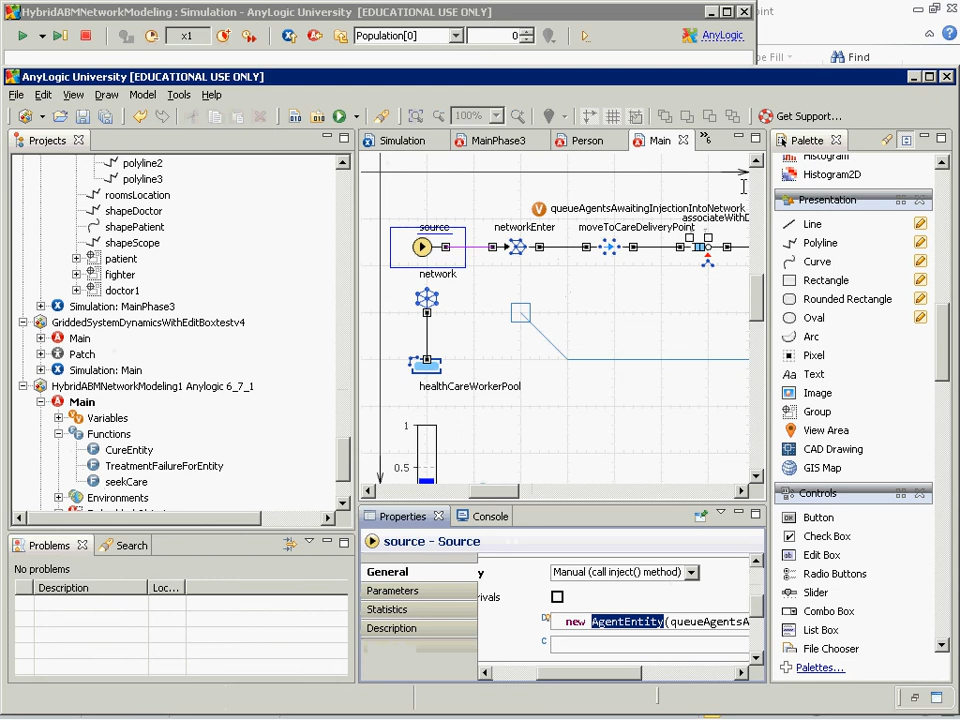 HybridABMNetworkModeling : Simulation - AnyLogic University [EDUCATIONAL USE ONLY]
x1
Population[0]
0
AnyLogic
Find
AnyLogic University [EDUCATIONAL USE ONLY]
File Edit View Draw Model Tools Help
100%
Get Support...
Projects
polyline2
polyline3
roomsLocation
shapeDoctor
shapePatient
shapeScope
patient
fighter
doctor1
Simulation: MainPhase3
GriddedSystemDynamicsWithEditBoxtestv4
Main
Patch
Simulation: Main
HybridABMNetworkModeling1 Anylogic 6_7_1
Main
Variables
Functions
CureEntity
TreatmentFailureForEntity
seekCare
Environments
Simulation
MainPhase3
Person
Main
queueAgentsAwaitingInjectionIntoNetwork
associateWithD
source
networkEnter
moveToCareDeliveryPoint
network
healthCareWorkerPool
1
0.5
Palette
Histogram
Histogram2D
Presentation
Line
Polyline
Curve
Rectangle
Rounded Rectangle
Oval
Arc
Pixel
Text
Image
Group
View Area
CAD Drawing
GIS Map
Controls
Button
Check Box
Edit Box
Radio Buttons
Slider
Combo Box
List Box
File Chooser
Palettes...
Problems
Search
No problems
Description
Loc...
Properties
Console
source - Source
General
Parameters
Statistics
Description
Manual (call inject() method)
rivals
new AgentEntity(queueAgentsA